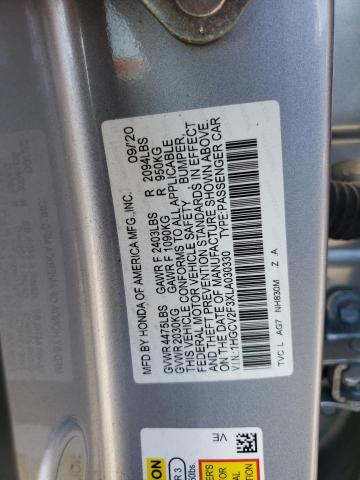 MFD BY HONDA OF AMERICA MFG.,INC. 09/20
GVWR 4475LBS GAWR F 2403LBS R 2094LBS
GVWR 2030KG GAWR F 1090KG R 950KG
THIS VEHICLE CONFORMS TO ALL APPLICABLE
FEDERAL MOTOR VEHICLE SAFETY, BUMPER,
AND THEFT PREVENTION STANDARDS IN EFFECT
ON THE DATE OF MANUFACTURE SHOWN ABOVE.
V.I.N.:1HGCV2F3XLA030330 TYPE:PASSENGER CAR
TVC L AG7 NH830M Z A
VE